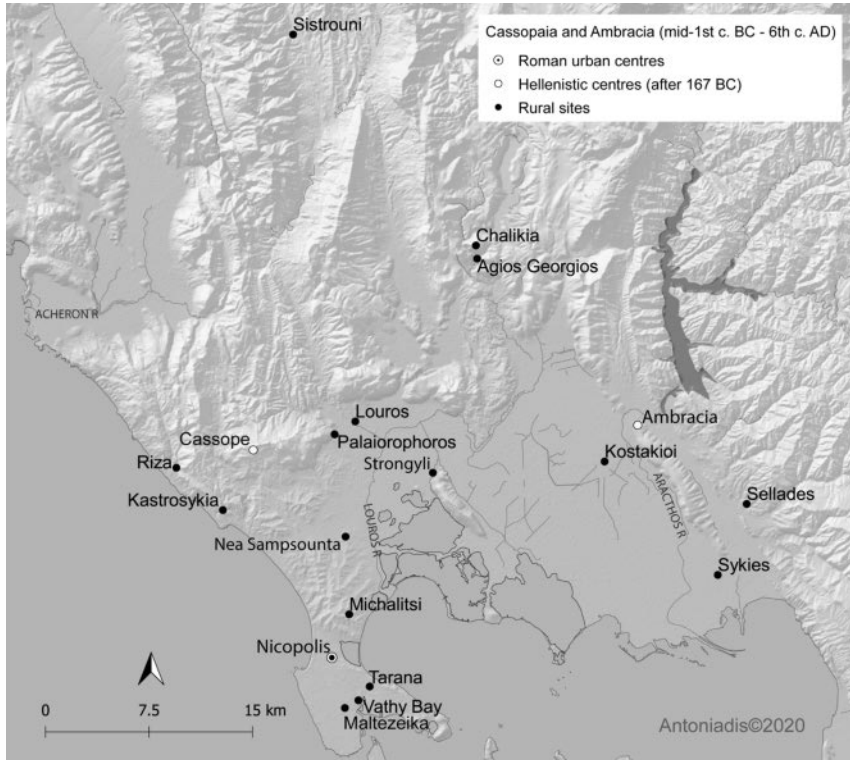 Sistrouni
Cassopaia and Ambracia (mid-1st c. BC - 6th c. AD)
Roman urban centres
Hellenistic centres (after 167 BC)
Rural sites
Chalikia
Agios Georgios
ACHERON R
Louros
Ambracia
Cassope
Palaiorophoros
Kostakioi
Riza
Strongyli
ARACTHOS R
Sellades
Kastrosykia
LOUROS R
Nea Sampsounta
Sykies
Michalitsi
Nicopolis
Tarana
Vathy Bay
Maltezeika
0 7.5 15 km
Antoniadis©2020